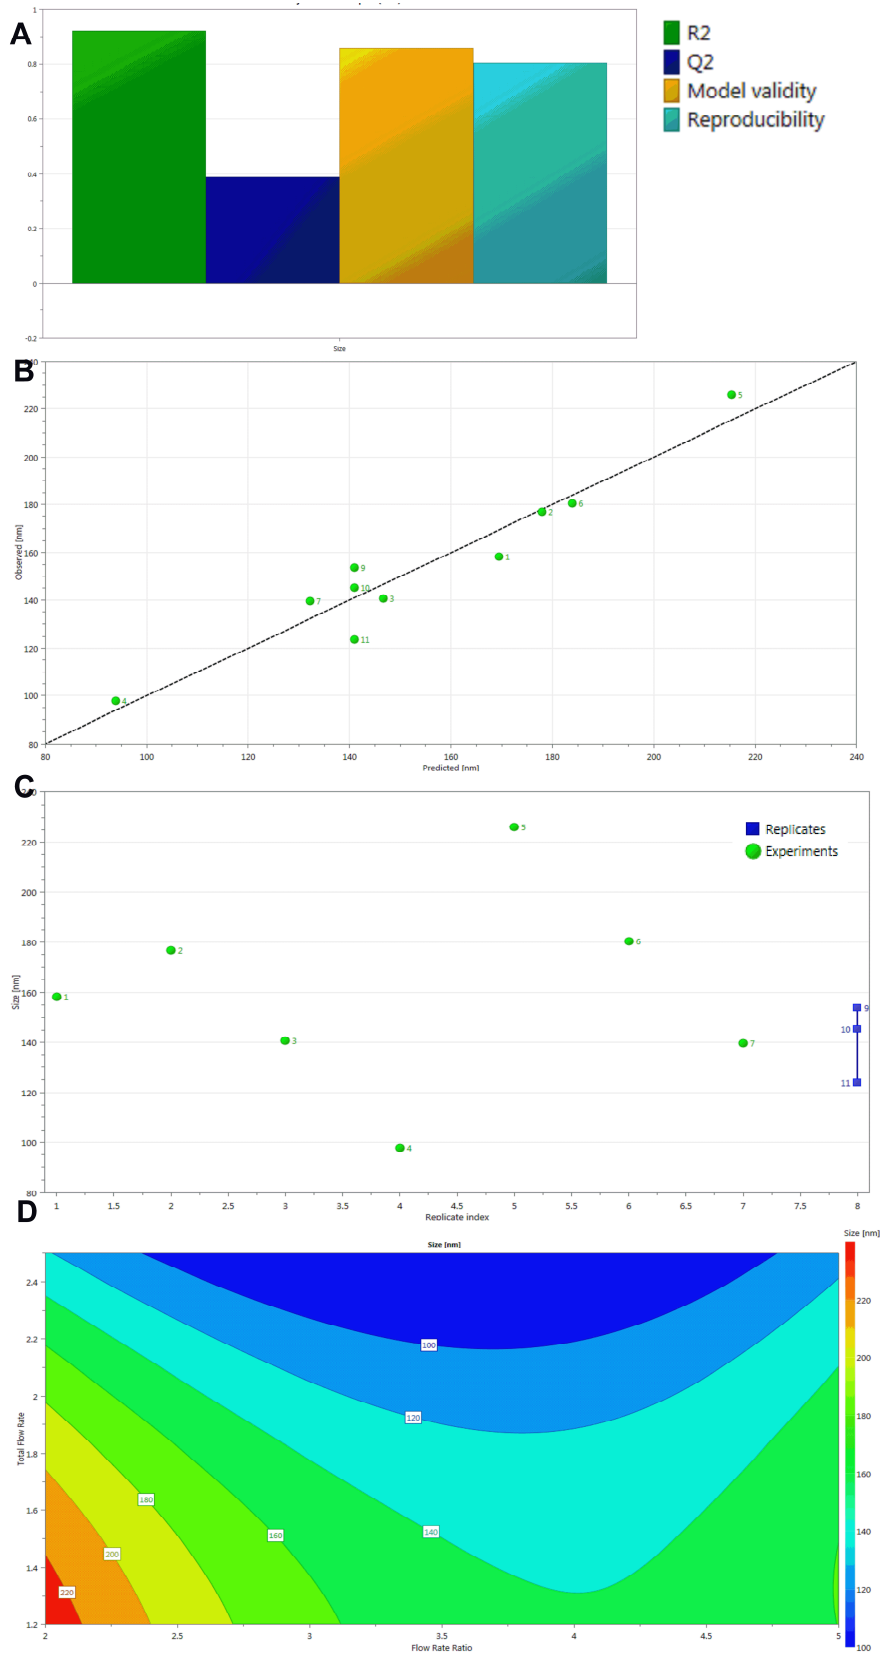 A
1
0.8
0.6
0.4
0.2
0
-0.2
Size
R2
Q2
Model validity
Reproducibility
B
220
200
180
160
140
120
100
80
Observed [nm]
5
6
2
1
9
10
3
7
11
4
80 100 120 140 160 180 200 220 240
Predicted [nm]
C
240
220
200
180
160
140
120
100
80
Size [nm]
Replicates
Experiments
5
2
6
1
9
10
3
7
11
4
1 1.5 2 2.5 3 3.5 4 4.5 5 5.5 6 6.5 7 7.5 8
Replicate index
D
Size [nm]
Size [nm]
2.4
2.2
2
1.8
1.6
1.4
1.2
Total Flow Rate
100
120
180
140
160
200
220
2 2.5 3 3.5 4 4.5 5
Flow Rate Ratio
220
200
180
160
140
120
100